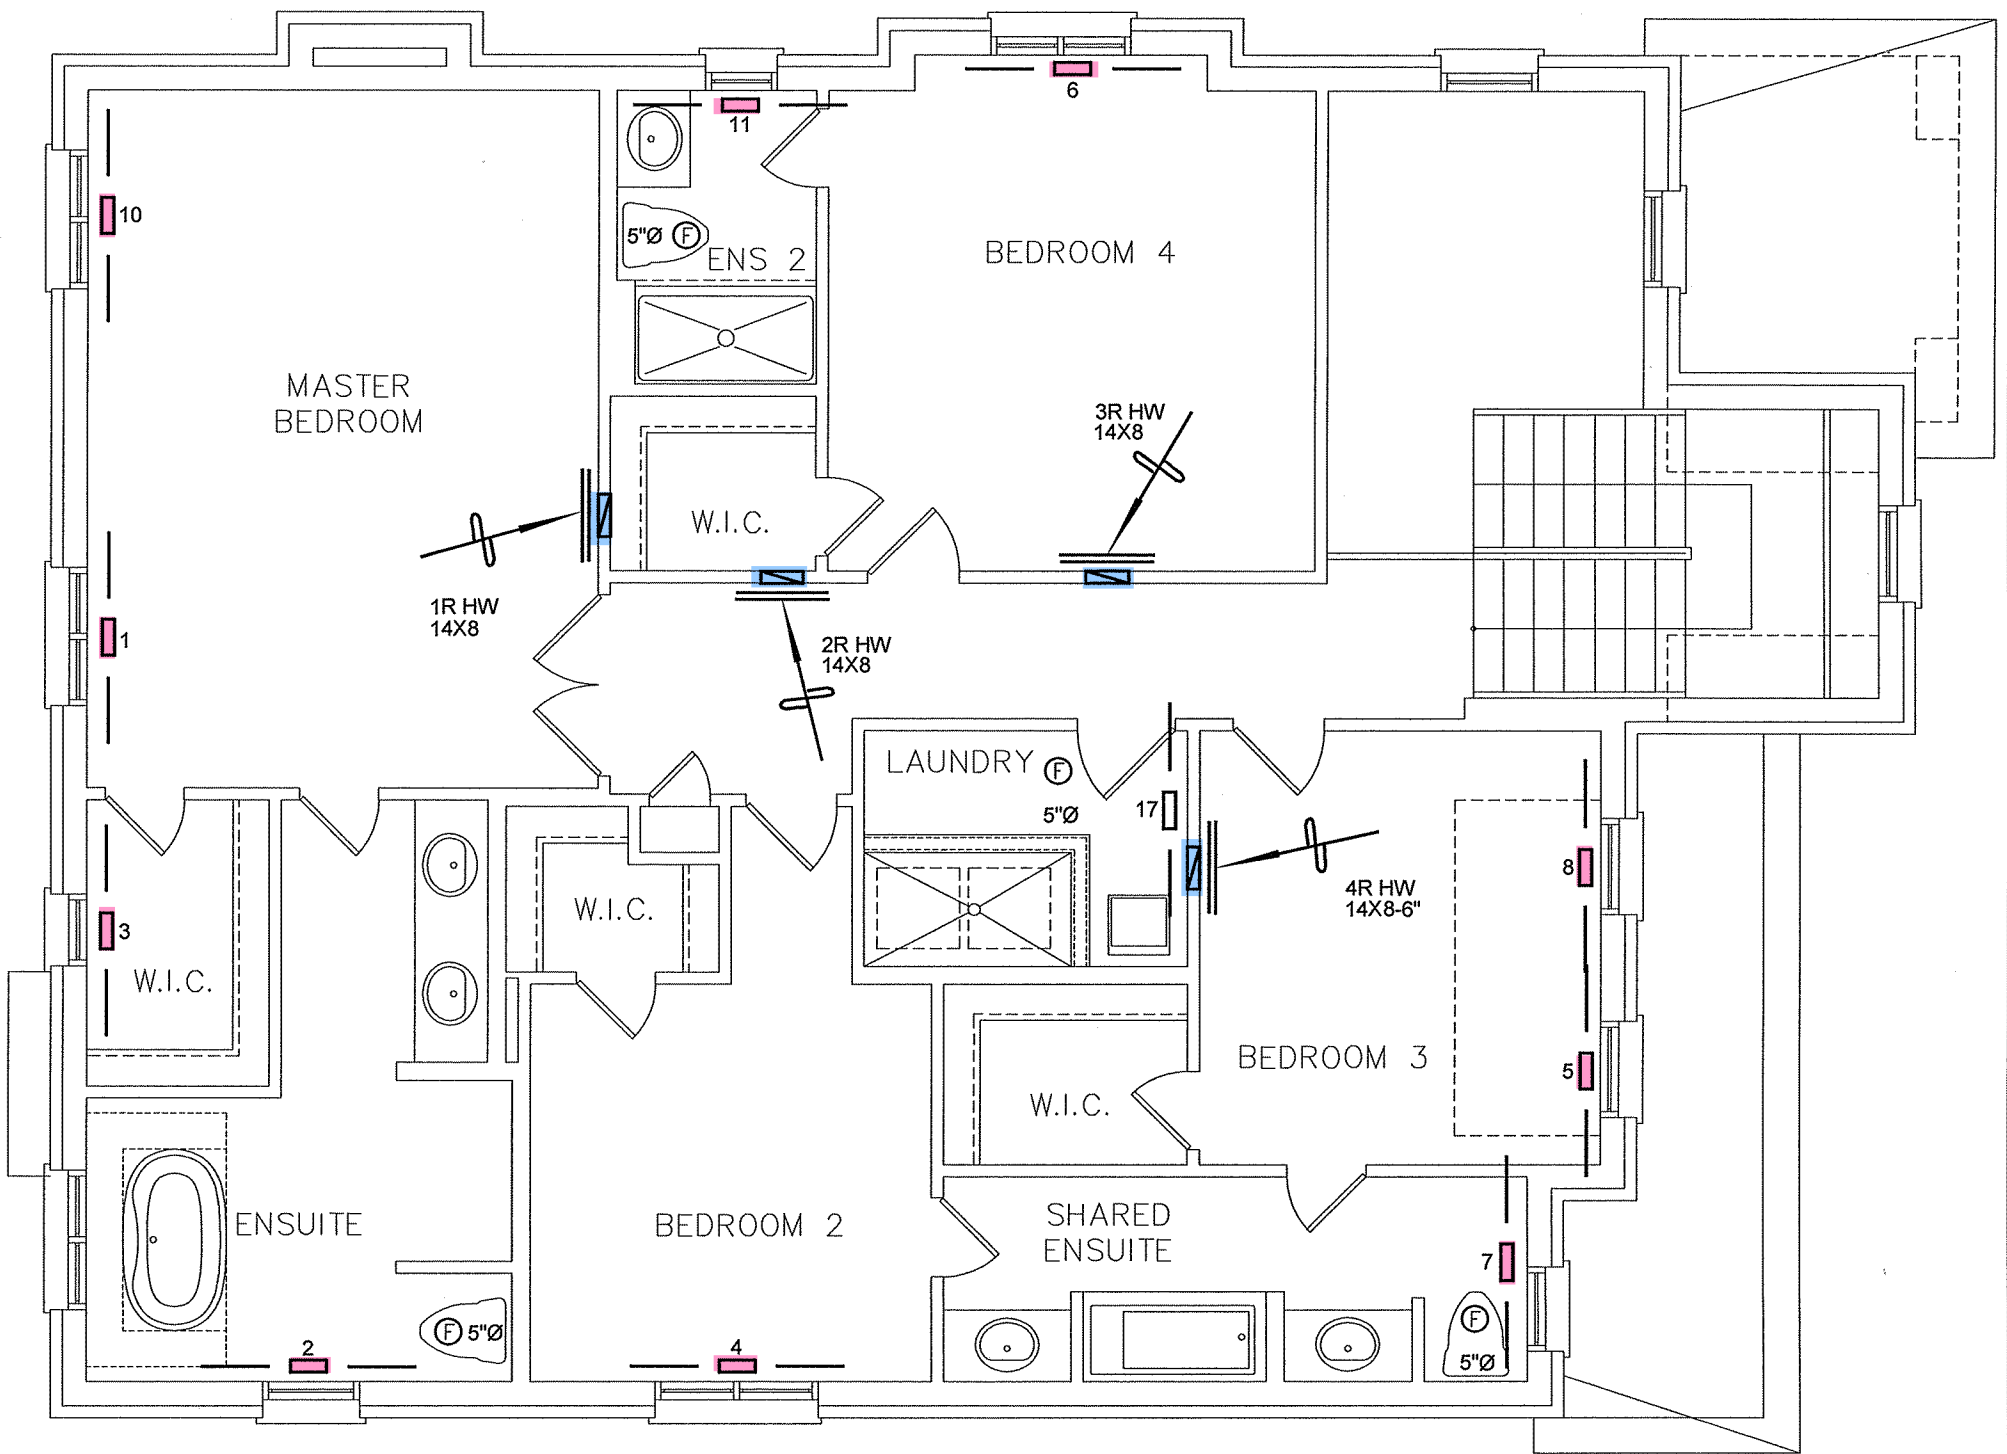 6
11
10
5"Ø F
ENS 2
BEDROOM 4
MASTER
BEDROOM
3R HW
14X8
W.I.C.
1R HW
14X8
1
2R HW
14X8
LAUNDRY F
17
5"Ø
8
4R HW
14X8-6"
W.I.C.
3
W.I.C.
BEDROOM 3
5
W.I.C.
ENSUITE
BEDROOM 2
SHARED
ENSUITE
7
F 5"Ø
F
5"Ø
2
4